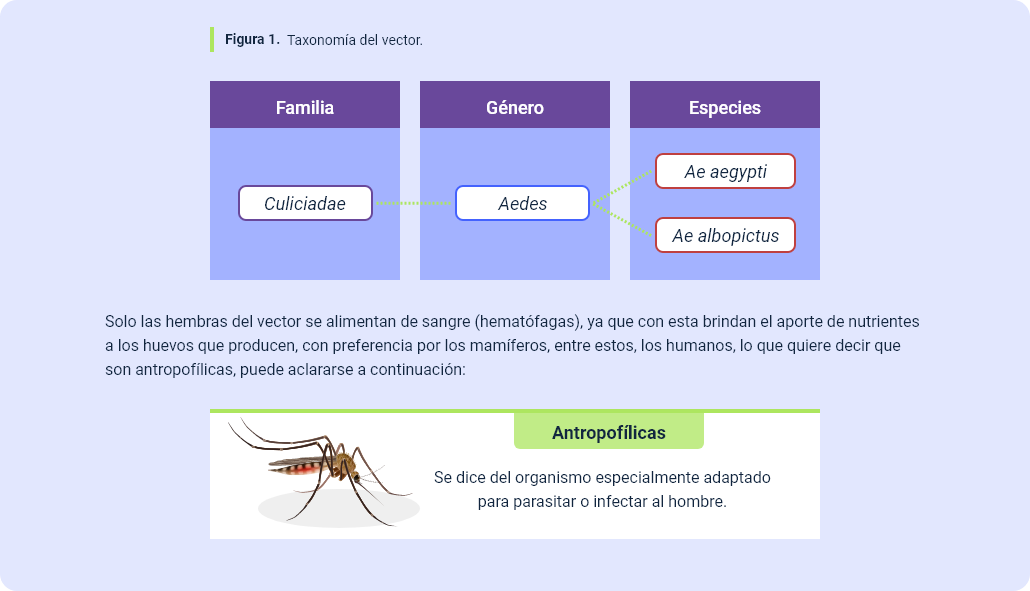 Figura 1. Taxonomía del vector.
Familia
Género
Especies
Culiciadae
Aedes
Ae aegypti
Ae albopictus
Solo las hembras del vector se alimentan de sangre (hematófagas), ya que con esta brindan el aporte de nutrientes
a los huevos que producen, con preferencia por los mamíferos, entre estos, los humanos, lo que quiere decir que
son antropofílicas, puede aclararse a continuación:
Antropofílicas
Se dice del organismo especialmente adaptado
para parasitar o infectar al hombre.